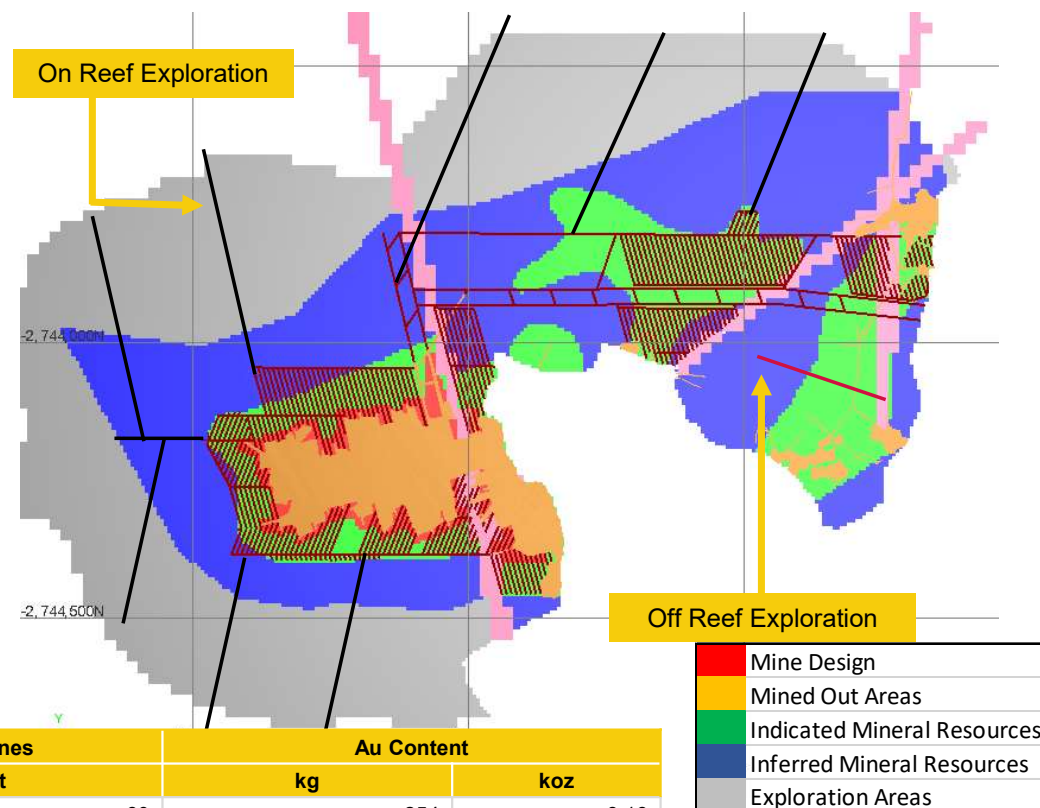 On Reef Exploration
-2,744,000N
-2,744,500N
Off Reef Exploration
Mine Design
Mined Out Areas
Indicated Mineral Resources
Inferred Mineral Resources
Exploration Areas
Y
nes Au Content
t kg koz